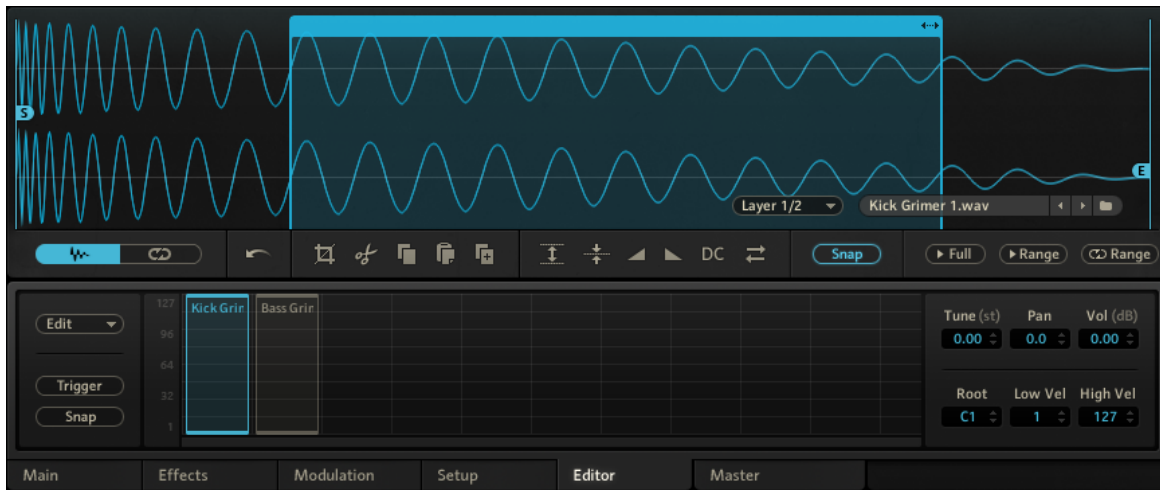 S
E
Layer 1/2
Kick Grimer 1.wav
DC
Snap
Full
Range
Range
Edit
Trigger
Snap
127
96
64
32
1
Kick Grir
Bass Grir
Tune (st) Pan Vol (dB)
0.00 0.0 0.00
Root Low Vel High Vel
C1 1 127
Main Effects Modulation Setup Editor Master